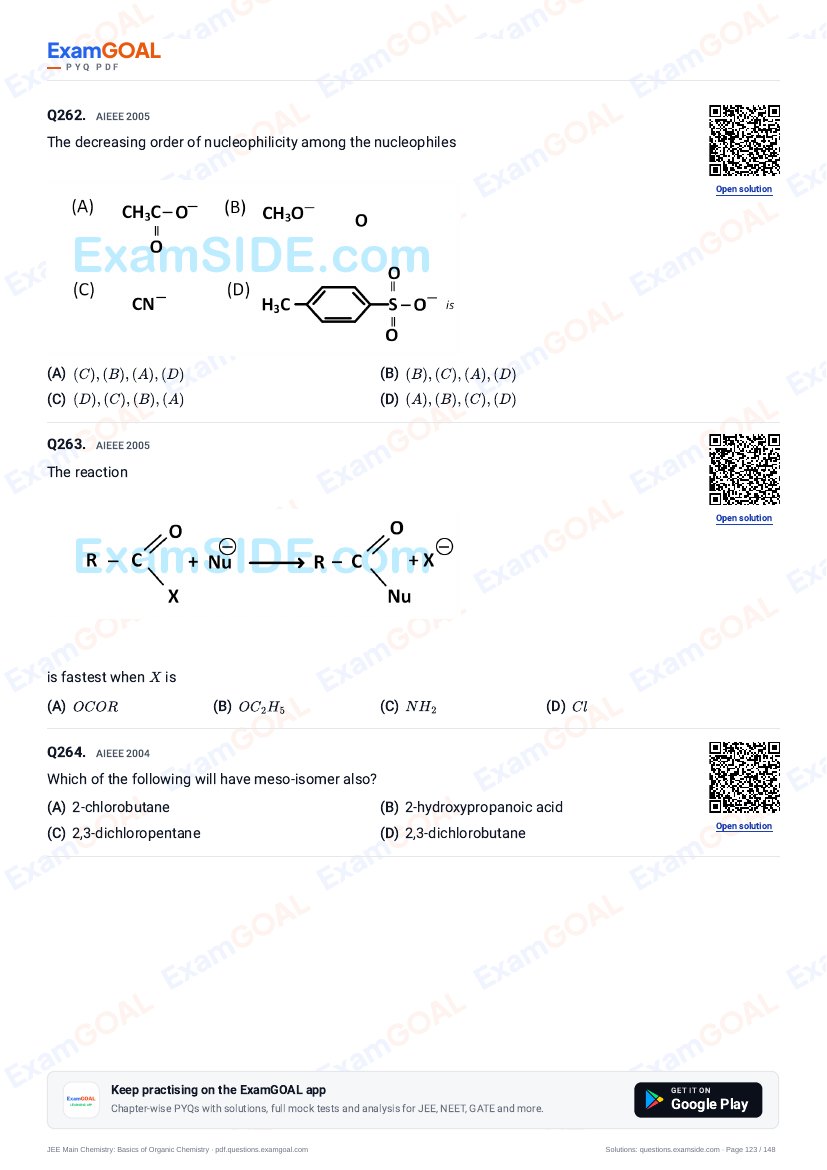 ExamGOAL
PYQ PDF
Q262. AIEEE 2005
The decreasing order of nucleophilicity among the nucleophiles
Open solution
(A) CH₃C–O⁻ (B) CH₃O⁻ O
||
O
ExamSIDE.com
O
||
(C) CN⁻ (D) H₃C S–O⁻ is
||
O
(A) (C), (B), (A), (D) (B) (B), (C), (A), (D)
(C) (D), (C), (B), (A) (D) (A), (B), (C), (D)
Q263. AIEEE 2005
The reaction
Open solution
O O
ExamSIDE.com
R – C + Nu⊖ ⟶ R – C + X⊖
X Nu
is fastest when X is
(A) OCOR (B) OC₂H₅ (C) NH₂ (D) Cl
Q264. AIEEE 2004
Which of the following will have meso-isomer also?
(A) 2-chlorobutane (B) 2-hydroxypropanoic acid
(C) 2,3-dichloropentane (D) 2,3-dichlorobutane
Open solution
Keep practising on the ExamGOAL app
Chapter-wise PYQs with solutions, full mock tests and analysis for JEE, NEET, GATE and more.
GET IT ON
Google Play
JEE Main Chemistry: Basics of Organic Chemistry · pdf.questions.examgoal.com Solutions: questions.examside.com · Page 123 / 148